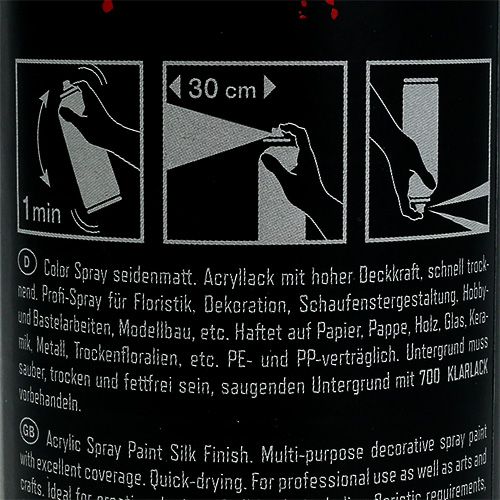 30 cm
1 min
D Color Spray seidenmatt. Acryllack mit hoher Deckkraft, schnell trock-
nend. Profi-Spray für Floristik, Dekoration, Schaufenstergestaltung. Hobby-
und Bastelarbeiten, Modellbau, etc. Haftet auf Papier, Pappe, Holz, Glas, Kera-
mik, Metall, Trockenfloralien, etc. PE- und PP-verträglich. Untergrund muss
sauber, trocken und fettfrei sein, saugenden Untergrund mit 700 KLARLACK
vorbehandeln.
GB Acrylic Spray Paint Silk Finish. Multi-purpose decorative spray paint
with excellent coverage. Quick-drying. For professional use as well as arts and
crafts. Ideal for requirements,